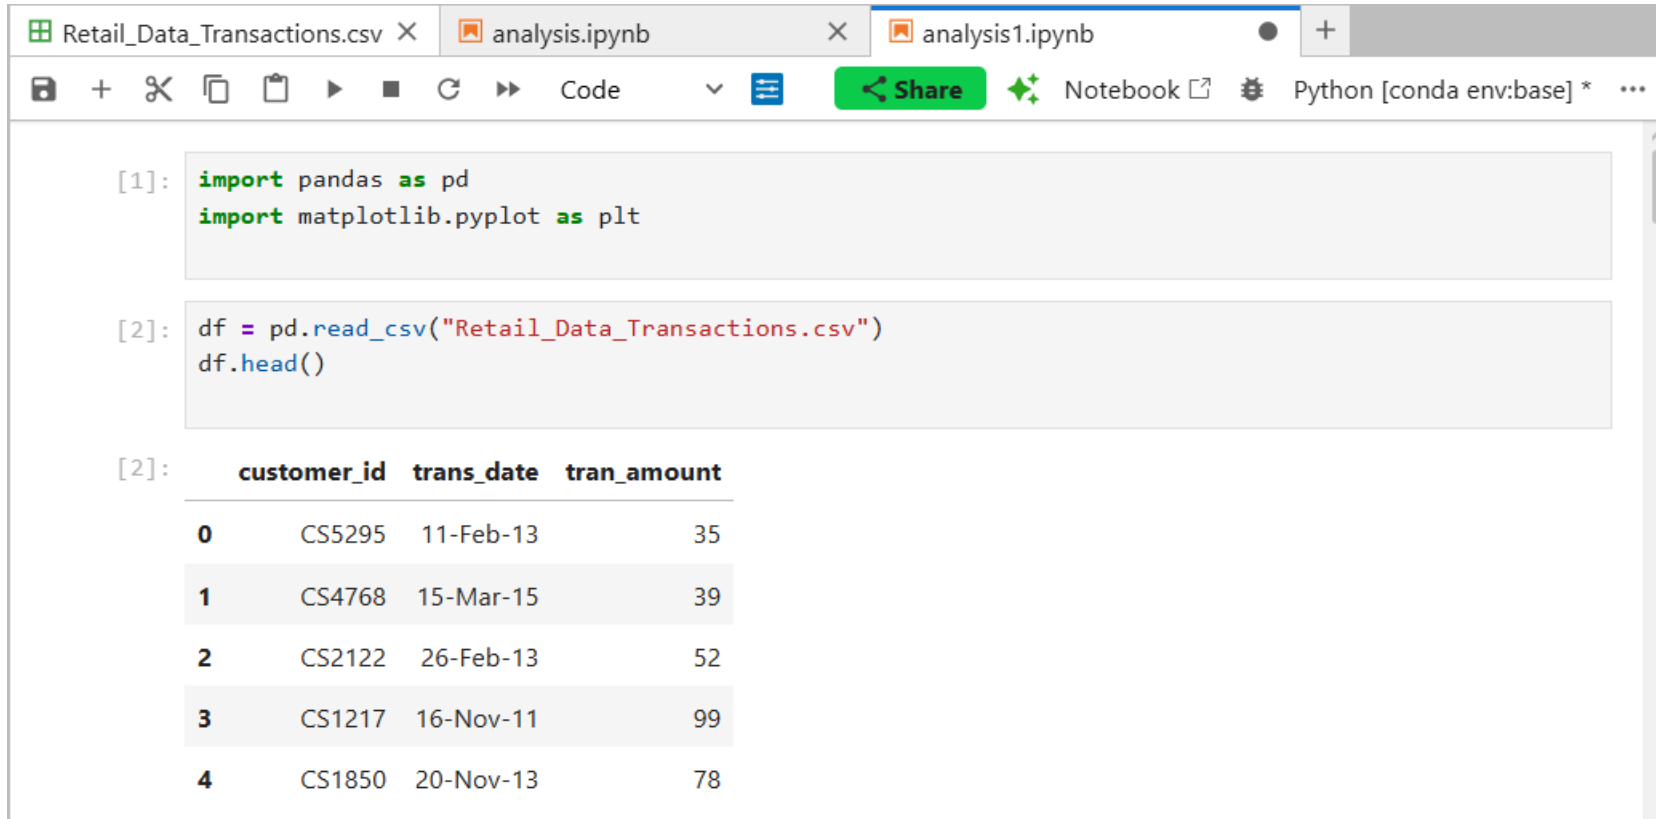 Retail_Data_Transactions.csv analysis.ipynb analysis1.ipynb
Code Share Notebook Python [conda env:base] *
[1]: import pandas as pd
import matplotlib.pyplot as plt
[2]: df = pd.read_csv("Retail_Data_Transactions.csv")
df.head()
[2]: customer_id trans_date tran_amount
0 CS5295 11-Feb-13 35
1 CS4768 15-Mar-15 39
2 CS2122 26-Feb-13 52
3 CS1217 16-Nov-11 99
4 CS1850 20-Nov-13 78